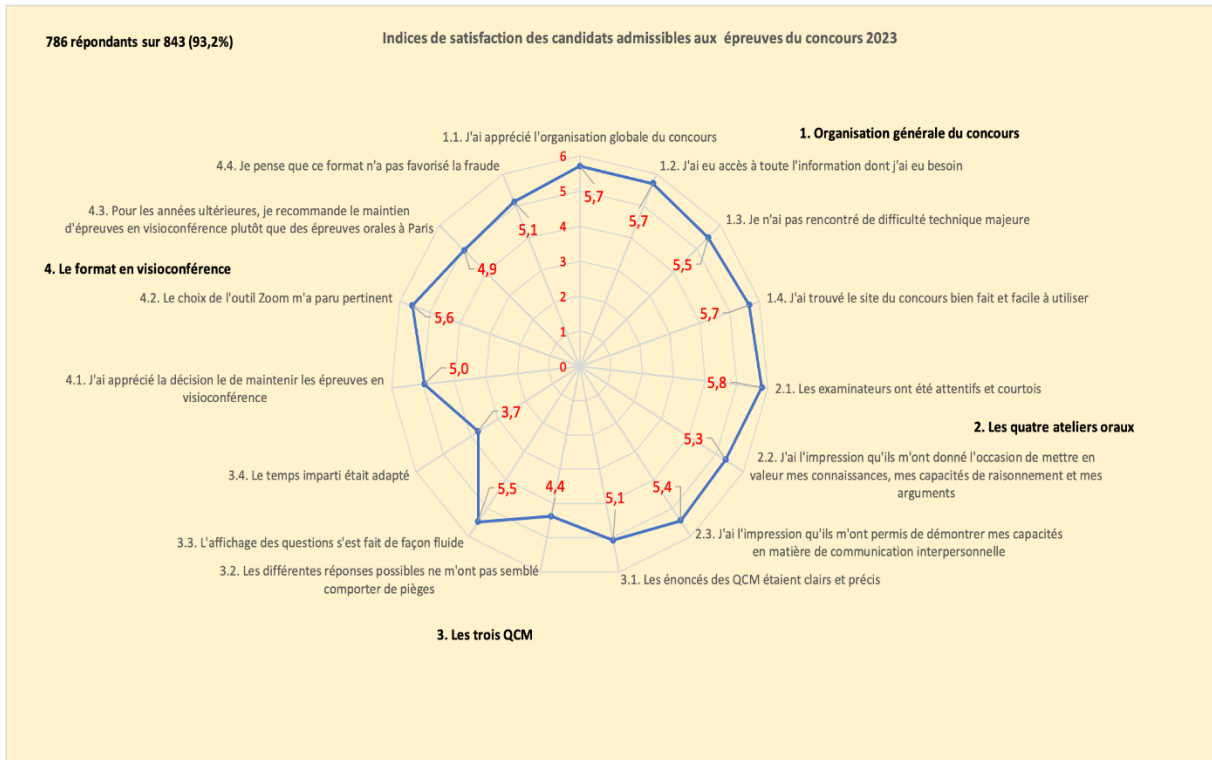 786 répondants sur 843 (93,2%)
Indices de satisfaction des candidats admissibles aux épreuves du concours 2023
1.1. J'ai apprécié l'organisation globale du concours
1. Organisation générale du concours
1.2. J'ai eu accès à toute l'information dont j'ai eu besoin
1.3. Je n'ai pas rencontré de difficulté technique majeure
1.4. J'ai trouvé le site du concours bien fait et facile à utiliser
2.1. Les examinateurs ont été attentifs et courtois
2. Les quatre ateliers oraux
2.2. J'ai l'impression qu'ils m'ont donné l'occasion de mettre en
valeur mes connaissances, mes capacités de raisonnement et mes
arguments
2.3. J'ai l'impression qu'ils m'ont permis de démontrer mes capacités
en matière de communication interpersonnelle
3.1. Les énoncés des QCM étaient clairs et précis
3. Les trois QCM
3.2. Les différentes réponses possibles ne m'ont pas semblé
comporter de pièges
3.3. L'affichage des questions s'est fait de façon fluide
3.4. Le temps imparti était adapté
4.1. J'ai apprécié la décision le de maintenir les épreuves en
visioconférence
4.2. Le choix de l'outil Zoom m'a paru pertinent
4. Le format en visioconférence
4.3. Pour les années ultérieures, je recommande le maintien
d'épreuves en visioconférence plutôt que des épreuves orales à Paris
4.4. Je pense que ce format n'a pas favorisé la fraude
6
5
4
3
2
1
0
5,7
5,7
5,5
5,7
5,8
5,3
5,4
5,1
4,4
5,5
3,7
5,0
5,6
4,9
5,1